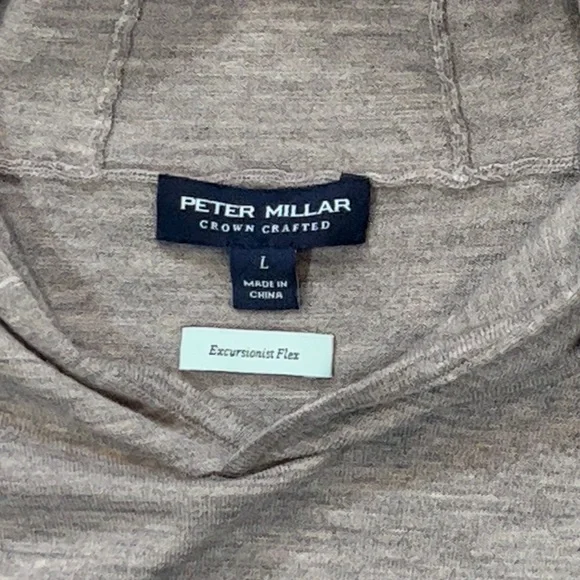 PETER MILLAR
CROWN CRAFTED
L
MADE IN
CHINA
Excursionist Flex